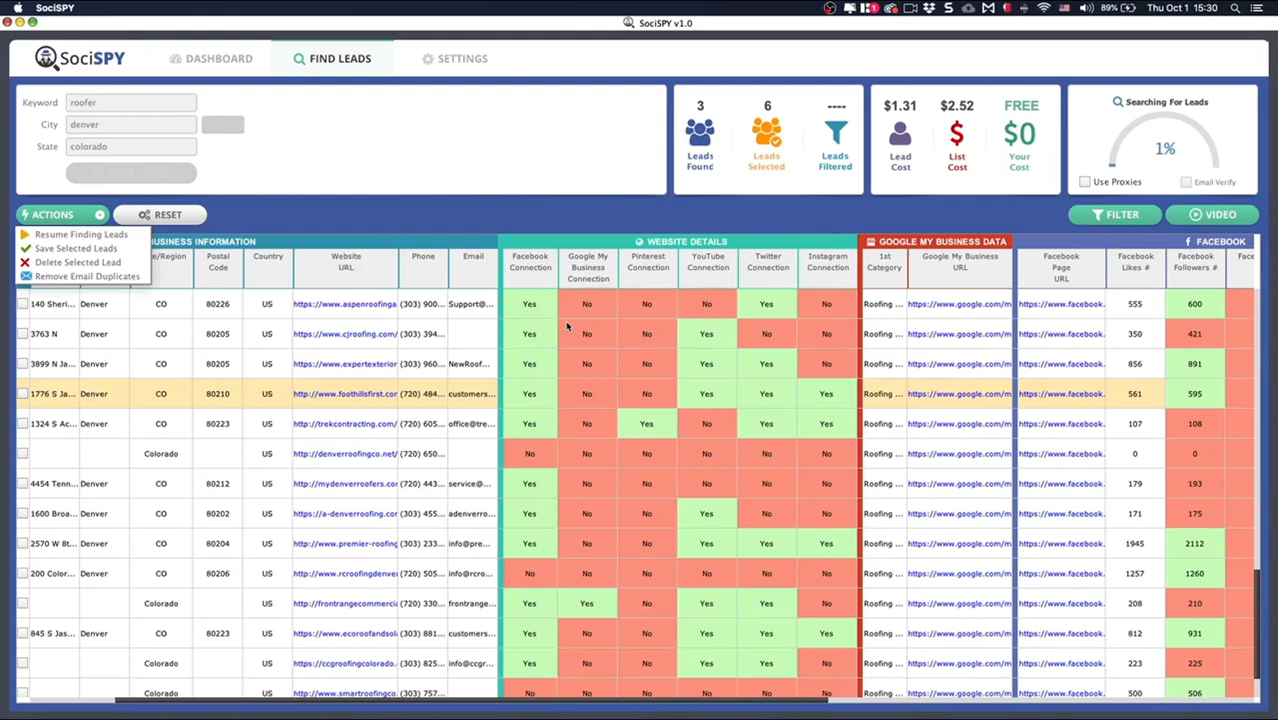 SociSPY 89% Thu Oct 1 15:30
SociSPY v1.0
SociSPY DASHBOARD FIND LEADS SETTINGS
Keyword roofer
City denver
State colorado
3 6 ----
Leads Found Leads Selected Leads Filtered
$1.31 $2.52 FREE
$ $0
Lead Cost List Cost Your Cost
Searching For Leads
1%
Use Proxies Email Verify
ACTIONS RESET FILTER VIDEO
Resume Finding Leads
Save Selected Leads
Delete Selected Lead
Remove Email Duplicates
USINESS INFORMATION WEBSITE DETAILS GOOGLE MY BUSINESS DATA FACEBOOK
e/Region Postal Code Country Website URL Phone Email Facebook Connection Google My Business Connection Pinterest Connection YouTube Connection Twitter Connection Instagram Connection 1st Category Google My Business URL Facebook Page URL Facebook Likes # Facebook Followers # Face
140 Sheri... Denver CO 80226 US https://www.aspenroofinga (303) 900... Support@... Yes No No No Yes No Roofing ... https://www.google.com/m https://www.facebook. 555 600
3763 N Denver CO 80205 US https://www.cjroofing.com/ (303) 394... Yes No No Yes No No Roofing ... https://www.google.com/m https://www.facebook. 350 421
3899 N Ja... Denver CO 80205 US https://www.expertexterior (303) 960... NewRoof... Yes No No Yes Yes No Roofing ... https://www.google.com/m https://www.facebook. 856 891
1776 S Ja... Denver CO 80210 US http://www.foothillsfirst.cor (720) 484... customers... Yes No No Yes Yes Yes Roofing ... https://www.google.com/m https://www.facebook. 561 595
1324 S Ac... Denver CO 80223 US http://trekcontracting.com/ (720) 605... office@tre... Yes No Yes No Yes Yes Roofing ... https://www.google.com/m https://www.facebook. 107 108
Colorado US http://denverroofingco.net/ (720) 650... No No No No No No Roofing ... https://www.google.com/m https://www.facebook. 0 0
4454 Tenn... Denver CO 80212 US http://mydenverroofers.co (720) 443... service@... Yes No No No No No Roofing ... https://www.google.com/m https://www.facebook. 179 193
1600 Broa... Denver CO 80202 US https://a-denverroofing.cor (303) 455... adenverro... Yes No No Yes No No Roofing ... https://www.google.com/m https://www.facebook. 171 175
2570 W 8t... Denver CO 80204 US https://www.premier-roofing (303) 233... info@pre... Yes No No Yes Yes Yes Roofing ... https://www.google.com/m https://www.facebook. 1945 2112
200 Color... Denver CO 80206 US http://www.rcroofingdenver (720) 505... info@rcro... No No No No No No Roofing ... https://www.google.com/m https://www.facebook. 1257 1260
Colorado US http://frontrangecommercia (720) 330... frontrange... Yes Yes No Yes Yes No Roofing ... https://www.google.com/m https://www.facebook. 208 210
845 S Jas... Denver CO 80223 US http://www.ecoroofandsola (303) 881... customers... Yes No No Yes Yes Yes Roofing ... https://www.google.com/m https://www.facebook. 812 931
Colorado US https://ccgroofingcolorado. (303) 825... info@ccgr... Yes No No Yes Yes No Roofing ... https://www.google.com/m https://www.facebook. 223 225
Colorado US http://www.smartroofingco. (303) 757... No No No No No No Roofing ... https://www.google.com/m https://www.facebook. 500 506